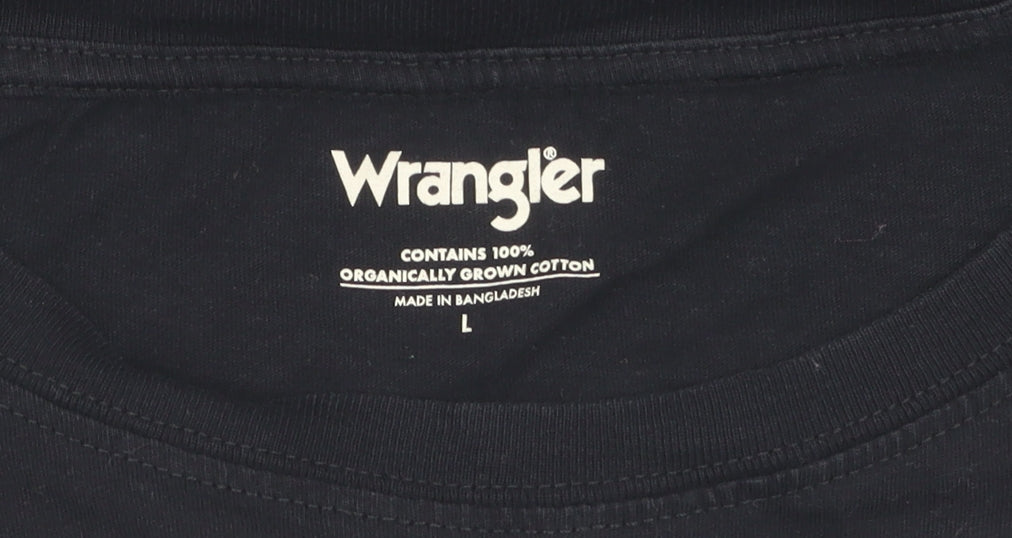 Wrangler®
CONTAINS 100%
ORGANICALLY GROWN COTTON
MADE IN BANGLADESH
L